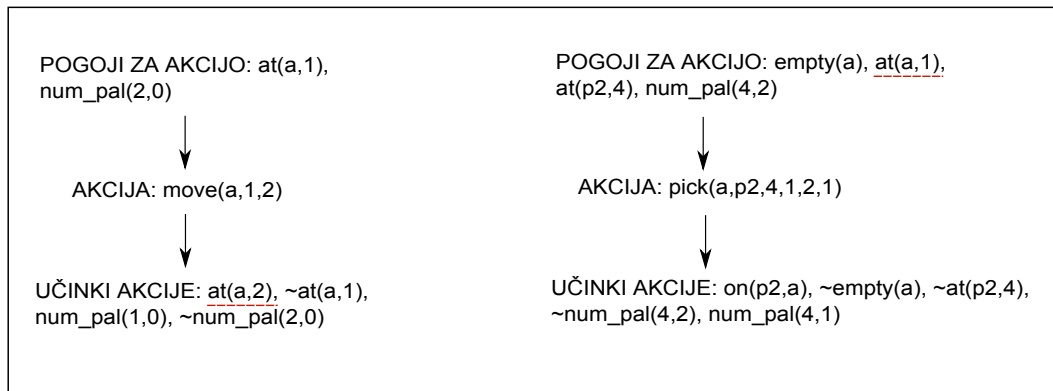 POGOJI ZA AKCIJO: at(a,1),
num_pal(2,0)
AKCIJA: move(a,1,2)
UČINKI AKCIJE: at(a,2), ~at(a,1),
num_pal(1,0), ~num_pal(2,0)
POGOJI ZA AKCIJO: empty(a), at(a,1),
at(p2,4), num_pal(4,2)
AKCIJA: pick(a,p2,4,1,2,1)
UČINKI AKCIJE: on(p2,a), ~empty(a), ~at(p2,4),
~num_pal(4,2), num_pal(4,1)